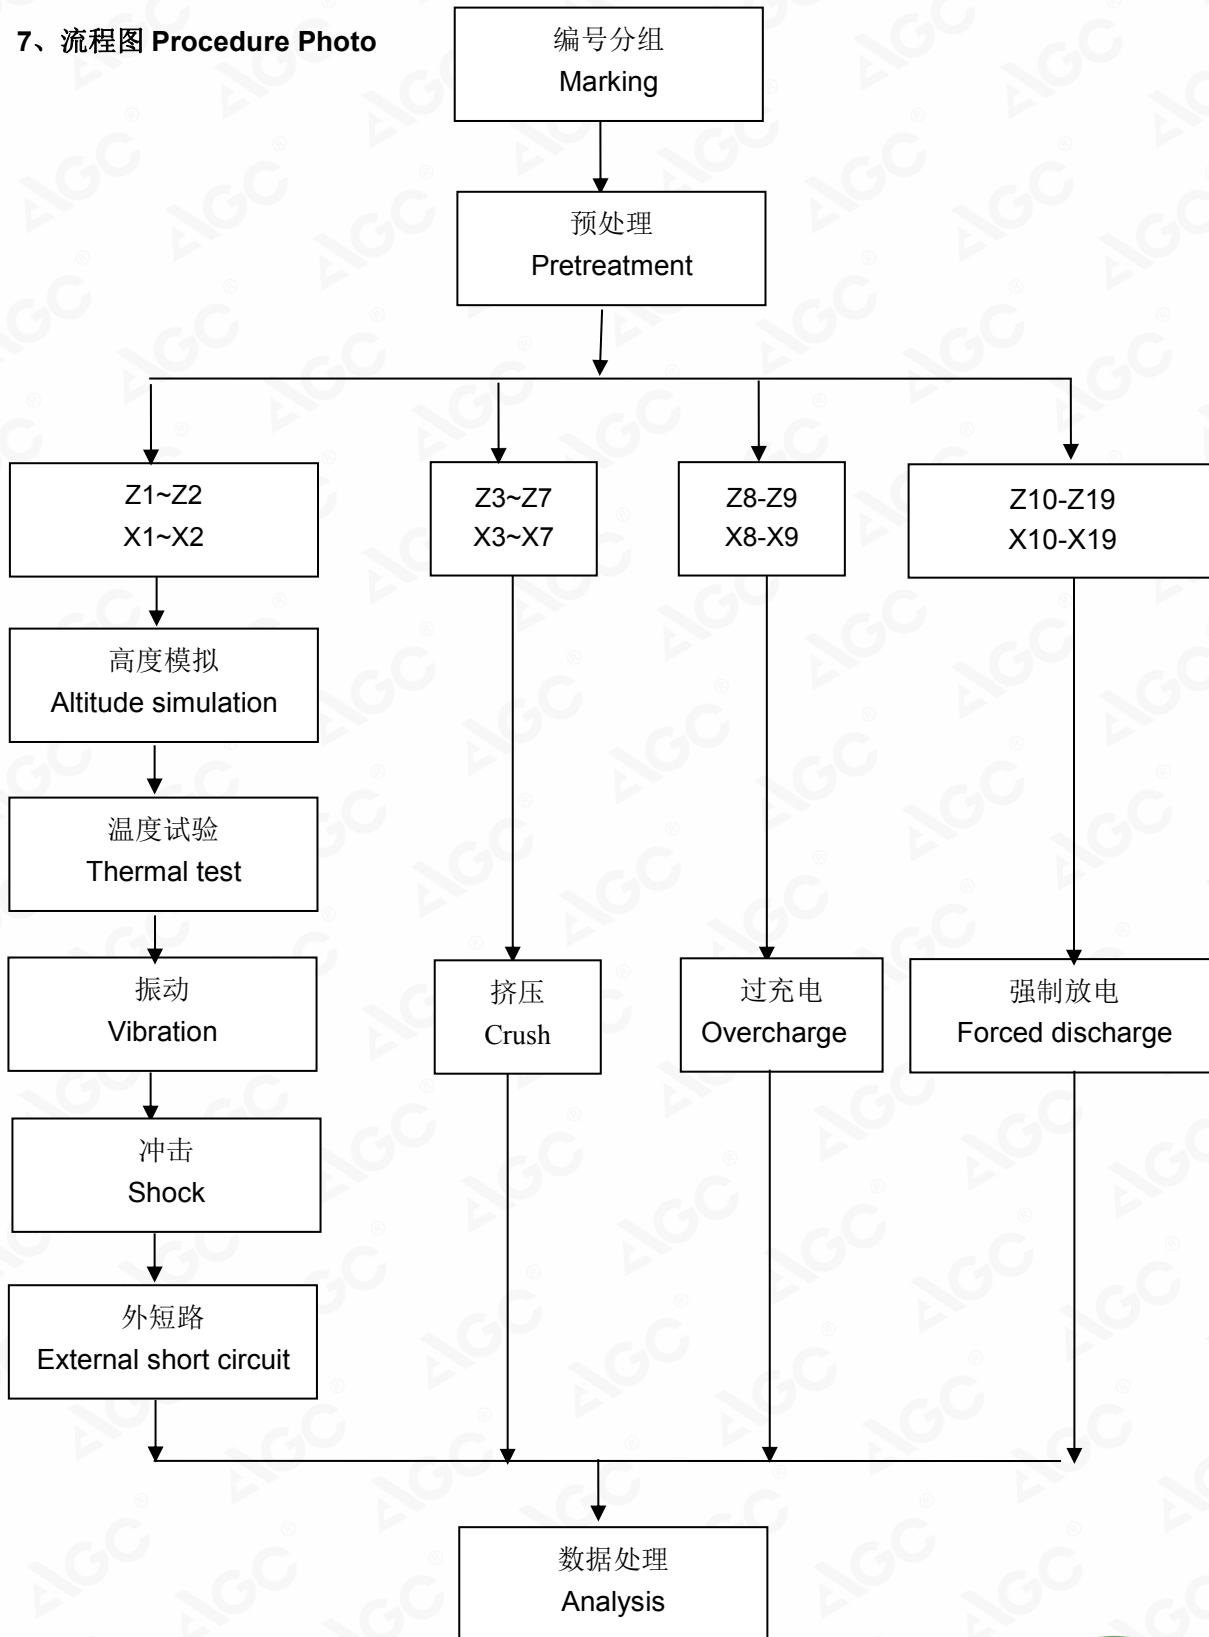 7、流程图 Procedure Photo
编号分组
Marking
预处理
Pretreatment
Z1~Z2
X1~X2
Z3~Z7
X3~X7
Z8-Z9
X8-X9
Z10-Z19
X10-X19
高度模拟
Altitude simulation
温度试验
Thermal test
振动
Vibration
挤压
Crush
过充电
Overcharge
强制放电
Forced discharge
冲击
Shock
外短路
External short circuit
数据处理
Analysis